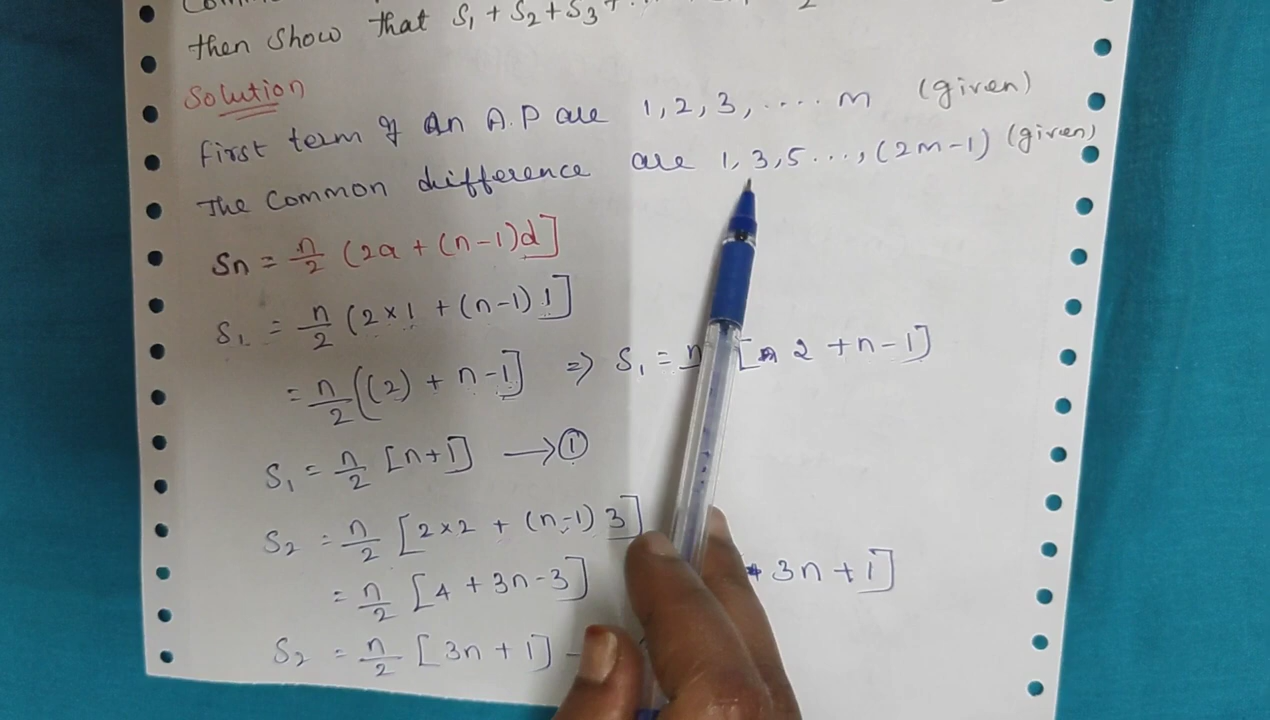 then show that S₁ + S₂ + S₃ +
Solution
First term of an A.P are 1, 2, 3, .... m (given)
The common difference are 1, 3, 5 ..., (2m-1) (given)
Sn = n/2 (2a + (n-1)d]
S₁ = n/2 (2×1 + (n-1) 1]
= n/2 ((2) + n-1] ⇒ S₁ = n [ 2 + n-1]
S₁ = n/2 [n+1] → ①
S₂ = n/2 [2×2 + (n-1) 3]
= n/2 [4 + 3n-3] 3n + 1]
S₂ = n/2 [3n + 1] -